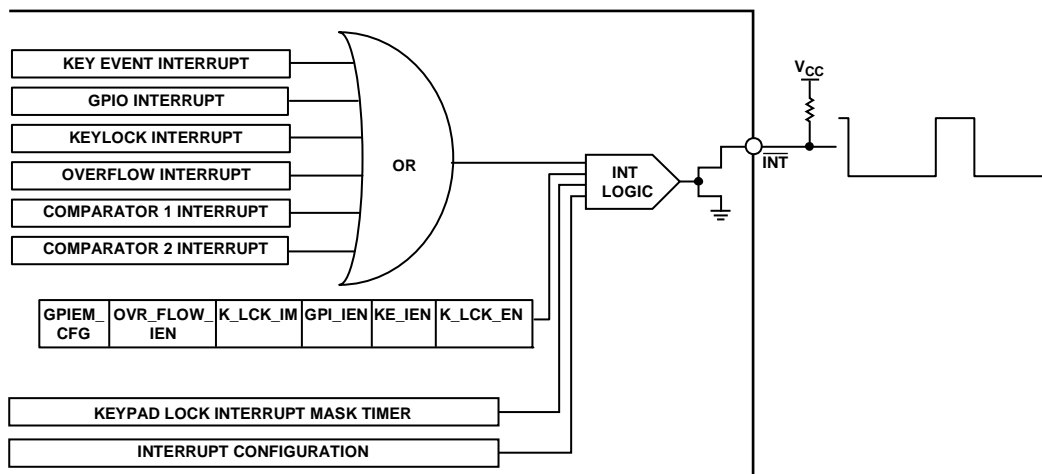 KEY EVENT INTERRUPT
GPIO INTERRUPT
KEYLOCK INTERRUPT
OVERFLOW INTERRUPT
COMPARATOR 1 INTERRUPT
COMPARATOR 2 INTERRUPT
OR
INT
LOGIC
VCC
INT
GPIEM_
CFG
OVR_FLOW_
IEN
K_LCK_IM
GPI_IEN
KE_IEN
K_LCK_EN
KEYPAD LOCK INTERRUPT MASK TIMER
INTERRUPT CONFIGURATION